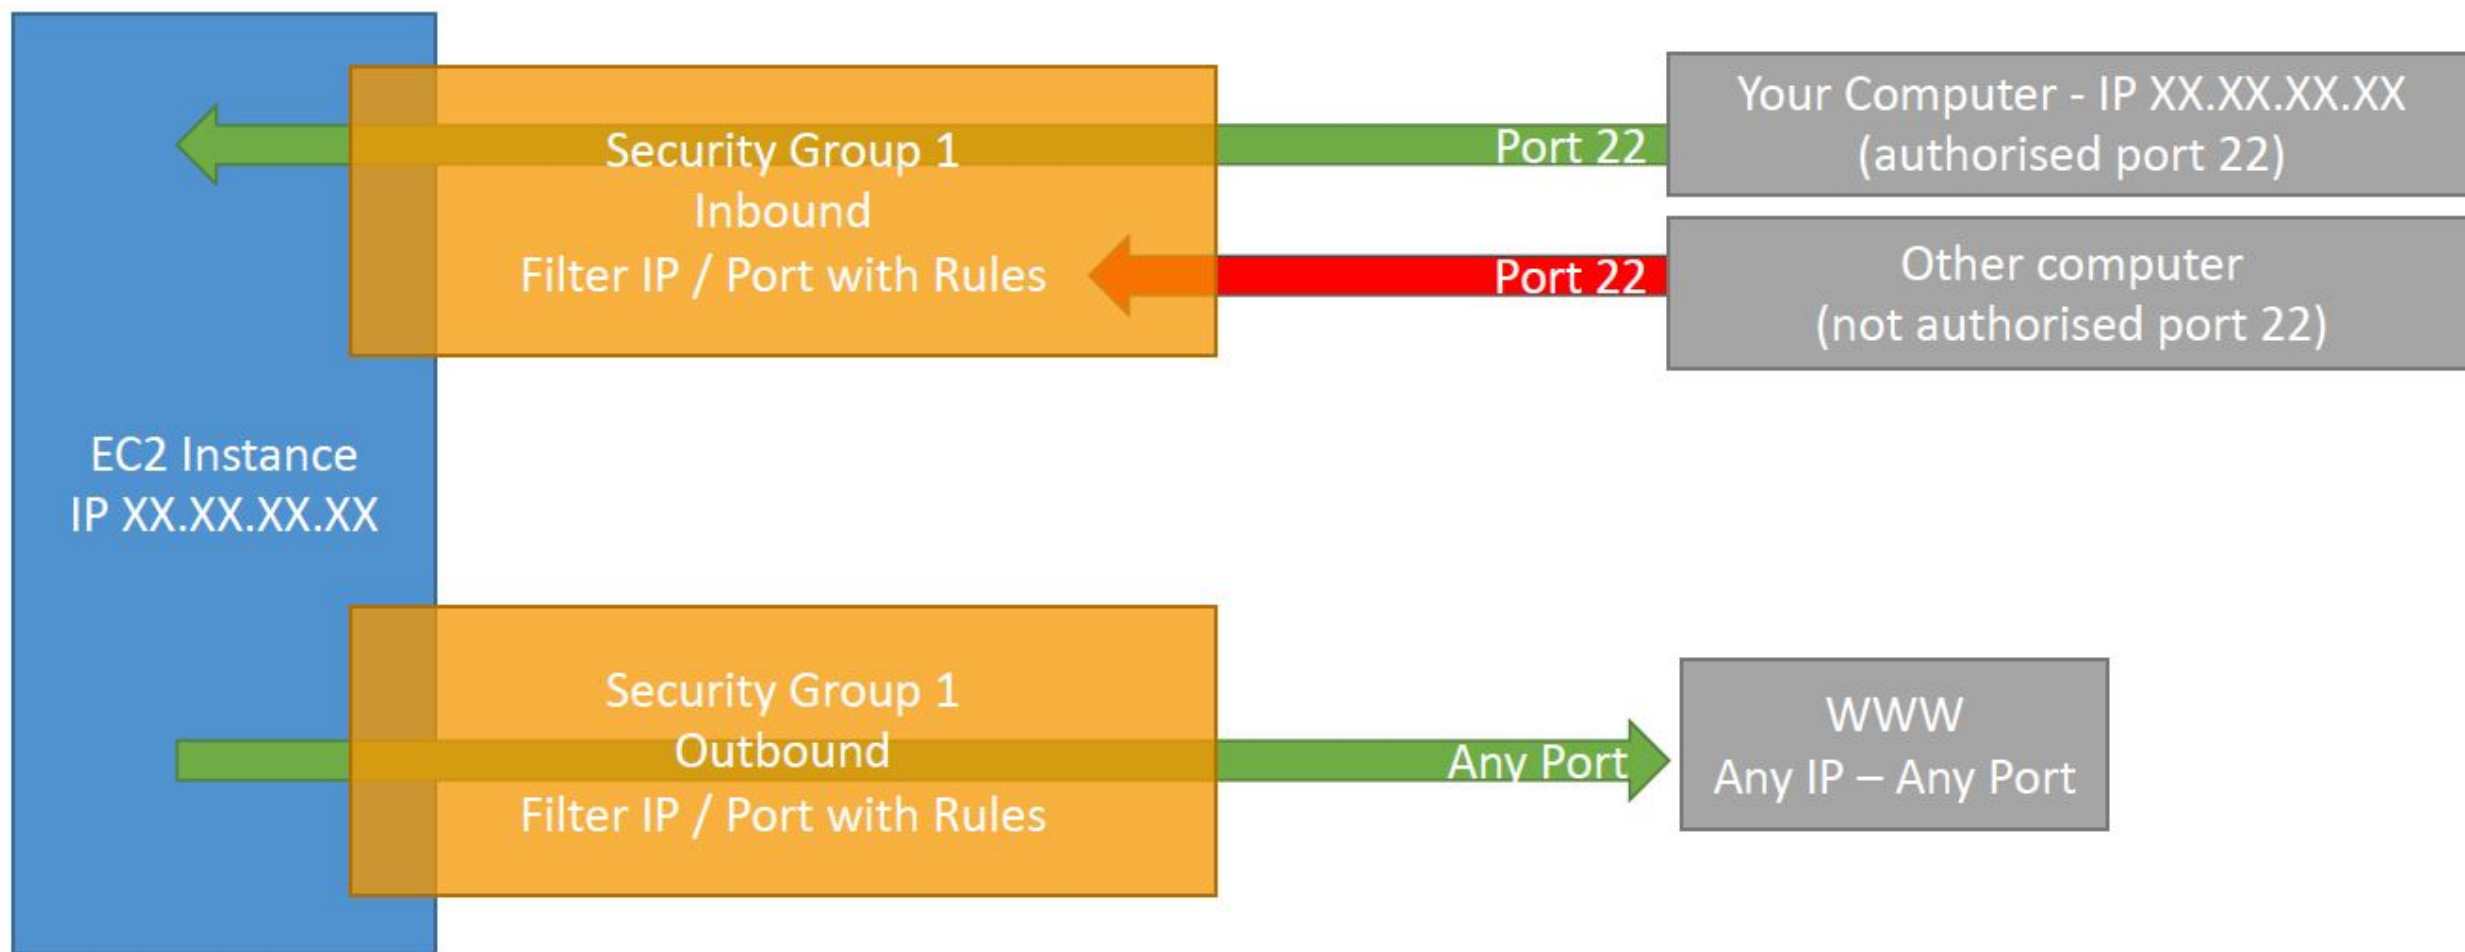 Your Computer - IP XX.XX.XX.XX
(authorised port 22)
Port 22
Security Group 1
Inbound
Filter IP / Port with Rules
Port 22
Other computer
(not authorised port 22)
EC2 Instance
IP XX.XX.XX.XX
Security Group 1
Outbound
Filter IP / Port with Rules
Any Port
WWW
Any IP – Any Port